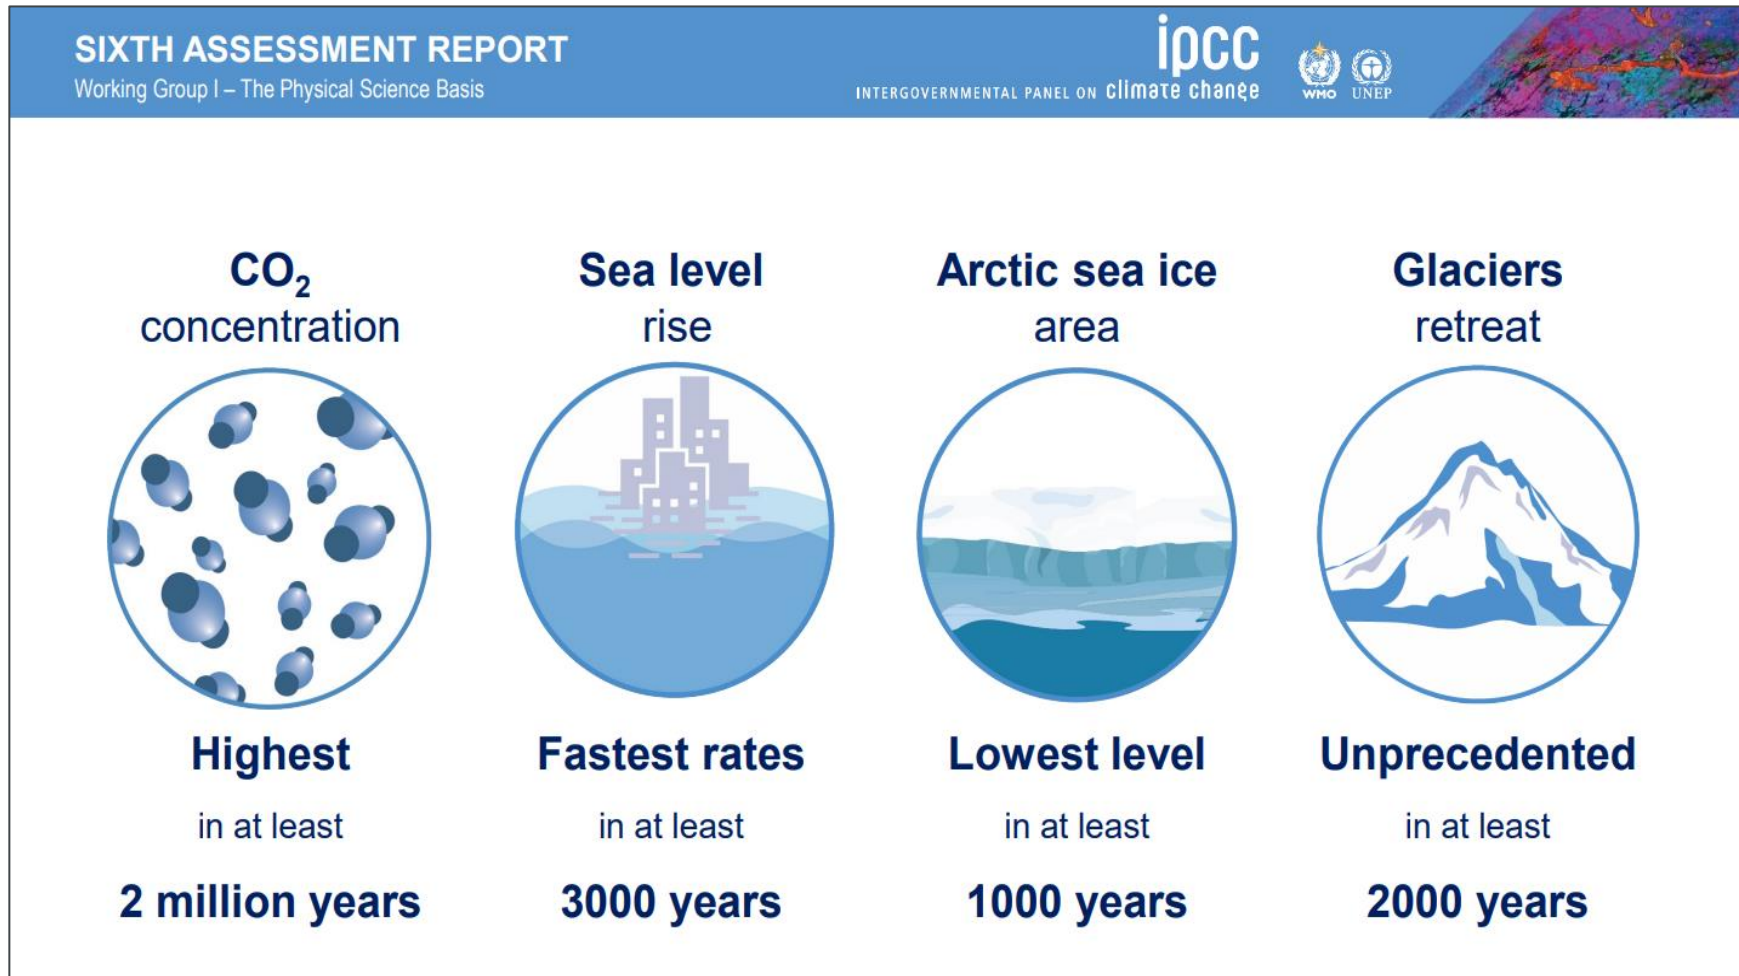 SIXTH ASSESSMENT REPORT
Working Group I – The Physical Science Basis
ipcc
INTERGOVERNMENTAL PANEL ON climate change
WMO
UNEP
CO₂
concentration
Highest
in at least
2 million years
Sea level
rise
Fastest rates
in at least
3000 years
Arctic sea ice
area
Lowest level
in at least
1000 years
Glaciers
retreat
Unprecedented
in at least
2000 years